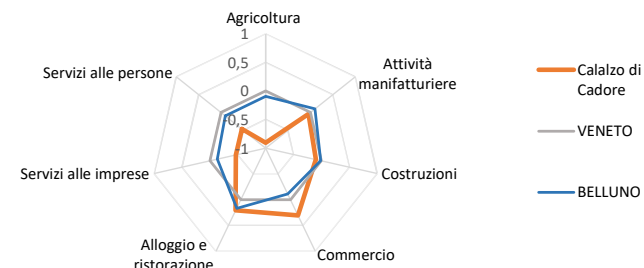 Agricoltura
1
0,5
0
-0,5
-1
Attività
manifatturiere
Costruzioni
Commercio
Alloggio e
ristorazione
Servizi alle imprese
Servizi alle persone
Calalzo di
Cadore
VENETO
BELLUNO